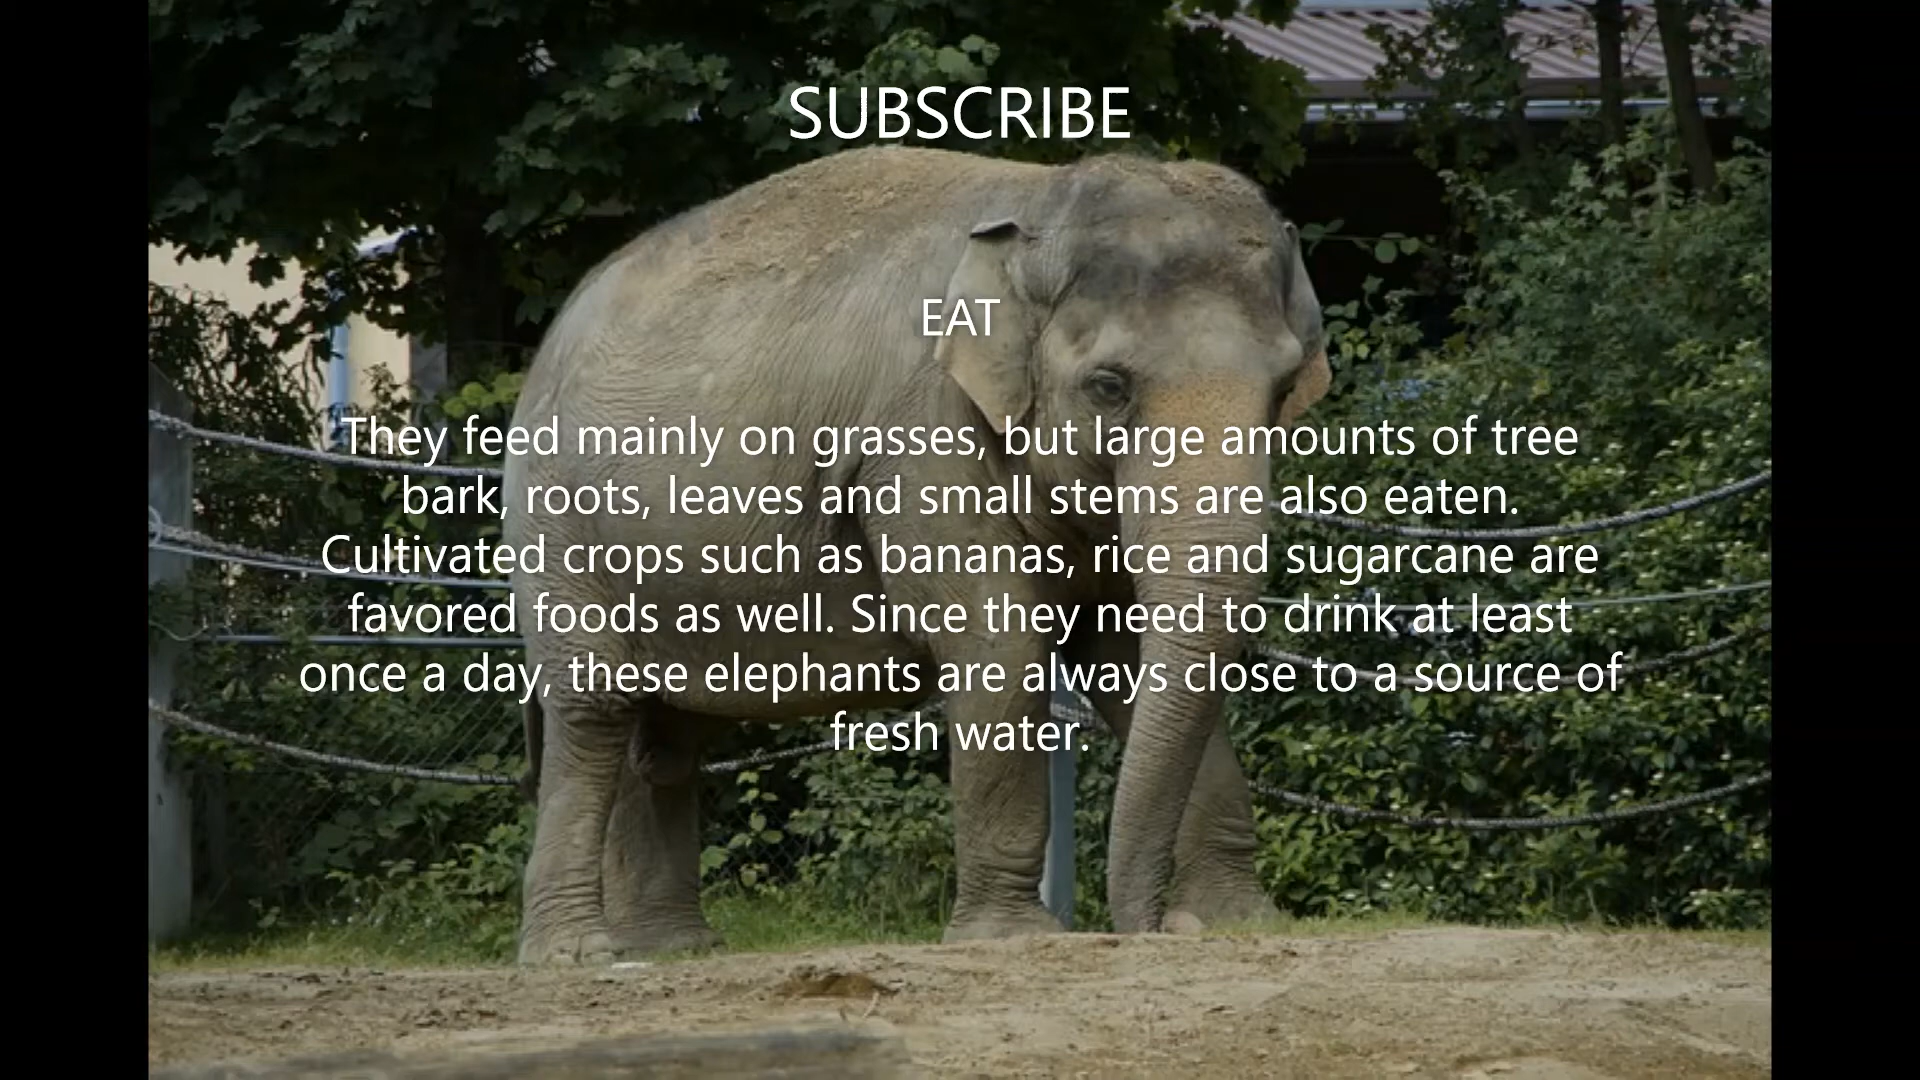 SUBSCRIBE
EAT
They feed mainly on grasses, but large amounts of tree
bark, roots, leaves and small stems are also eaten.
Cultivated crops such as bananas, rice and sugarcane are
favored foods as well. Since they need to drink at least
once a day, these elephants are always close to a source of
fresh water.